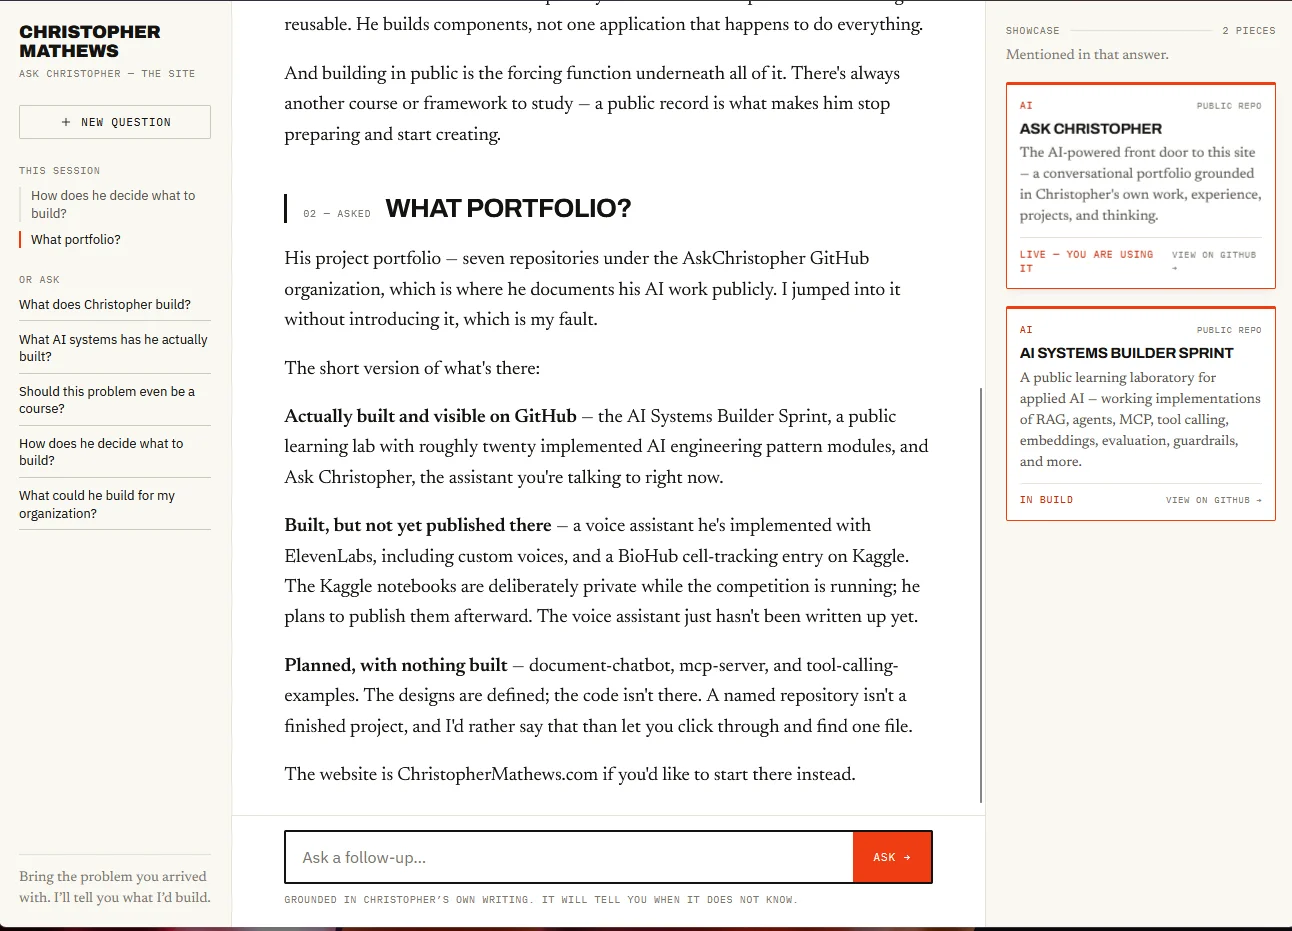 CHRISTOPHER
MATHEWS
ASK CHRISTOPHER — THE SITE
+ NEW QUESTION
THIS SESSION
How does he decide what to
build?
What portfolio?
OR ASK
What does Christopher build?
What AI systems has he actually
built?
Should this problem even be a
course?
How does he decide what to
build?
What could he build for my
organization?
Bring the problem you arrived
with. I'll tell you what I'd build.
reusable. He builds components, not one application that happens to do everything.
And building in public is the forcing function underneath all of it. There's always
another course or framework to study — a public record is what makes him stop
preparing and start creating.
02 — ASKED WHAT PORTFOLIO?
His project portfolio — seven repositories under the AskChristopher GitHub
organization, which is where he documents his AI work publicly. I jumped into it
without introducing it, which is my fault.
The short version of what's there:
Actually built and visible on GitHub — the AI Systems Builder Sprint, a public
learning lab with roughly twenty implemented AI engineering pattern modules, and
Ask Christopher, the assistant you're talking to right now.
Built, but not yet published there — a voice assistant he's implemented with
ElevenLabs, including custom voices, and a BioHub cell-tracking entry on Kaggle.
The Kaggle notebooks are deliberately private while the competition is running; he
plans to publish them afterward. The voice assistant just hasn't been written up yet.
Planned, with nothing built — document-chatbot, mcp-server, and tool-calling-
examples. The designs are defined; the code isn't there. A named repository isn't a
finished project, and I'd rather say that than let you click through and find one file.
The website is ChristopherMathews.com if you'd like to start there instead.
Ask a follow-up...
ASK →
GROUNDED IN CHRISTOPHER'S OWN WRITING. IT WILL TELL YOU WHEN IT DOES NOT KNOW.
SHOWCASE 2 PIECES
Mentioned in that answer.
AI PUBLIC REPO
ASK CHRISTOPHER
The AI-powered front door to this site
— a conversational portfolio grounded
in Christopher's own work, experience,
projects, and thinking.
LIVE — YOU ARE USING
IT
VIEW ON GITHUB
→
AI PUBLIC REPO
AI SYSTEMS BUILDER SPRINT
A public learning laboratory for
applied AI — working implementations
of RAG, agents, MCP, tool calling,
embeddings, evaluation, guardrails,
and more.
IN BUILD VIEW ON GITHUB →